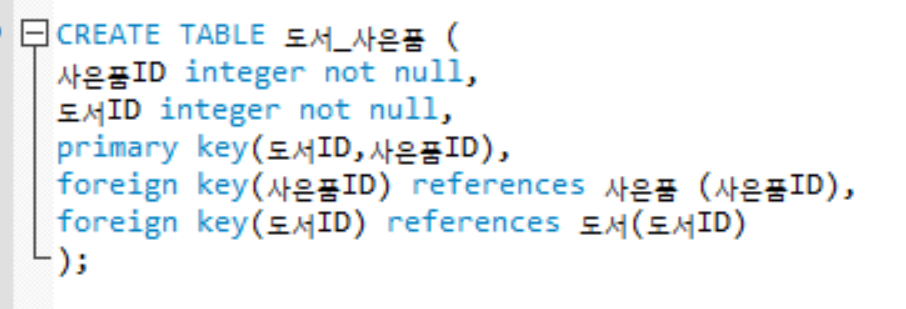 CREATE TABLE 도서_사은품 (
사은품ID integer not null,
도서ID integer not null,
primary key(도서ID,사은품ID),
foreign key(사은품ID) references 사은품 (사은품ID),
foreign key(도서ID) references 도서(도서ID)
);